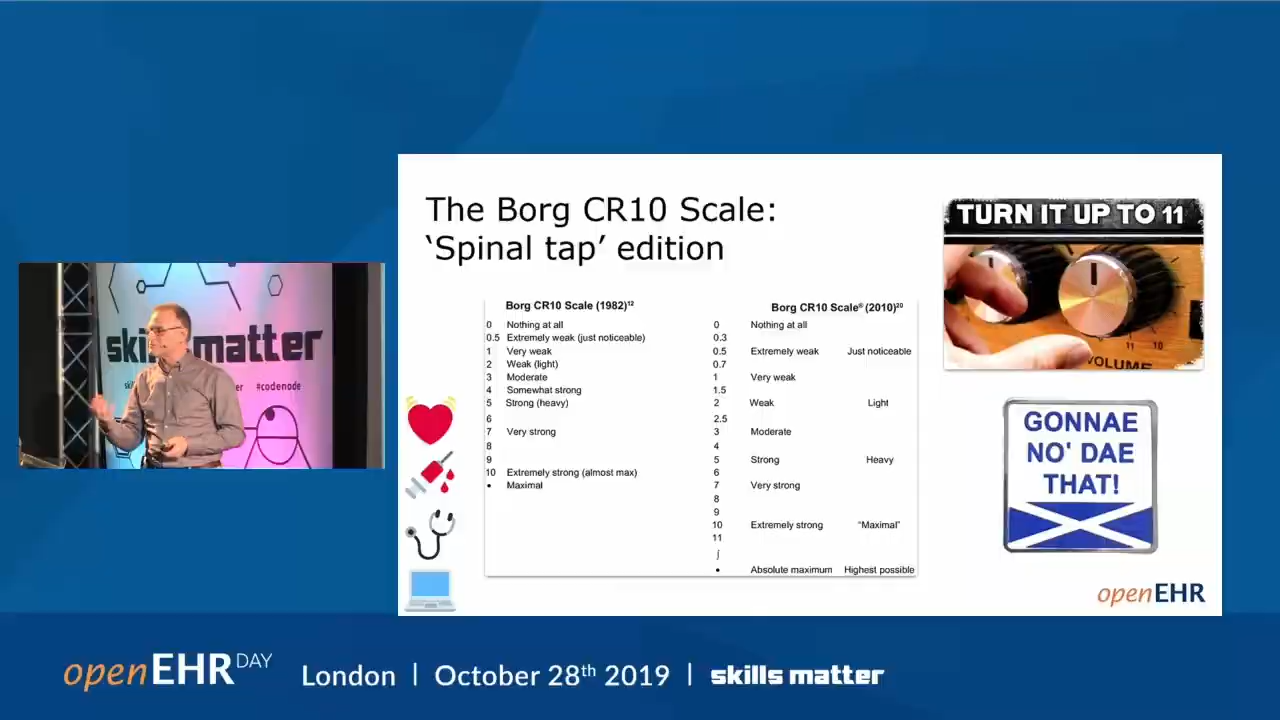 The Borg CR10 Scale:
‘Spinal tap’ edition
TURN IT UP TO 11
11 10
VOLUME
Borg CR10 Scale (1982)¹²
0 Nothing at all
0.5 Extremely weak (just noticeable)
1 Very weak
2 Weak (light)
3 Moderate
4 Somewhat strong
5 Strong (heavy)
6
7 Very strong
8
9
10 Extremely strong (almost max)
• Maximal
Borg CR10 Scale® (2010)²⁰
0 Nothing at all
0.3
0.5 Extremely weak Just noticeable
0.7
1 Very weak
1.5
2 Weak Light
2.5
3 Moderate
4
5 Strong Heavy
6
7 Very strong
8
9
10 Extremely strong “Maximal”
11
∫
• Absolute maximum Highest possible
GONNAE
NO' DAE
THAT!
openEHR
skills matter
#codenode
openEHR DAY London | October 28th 2019 | skills matter